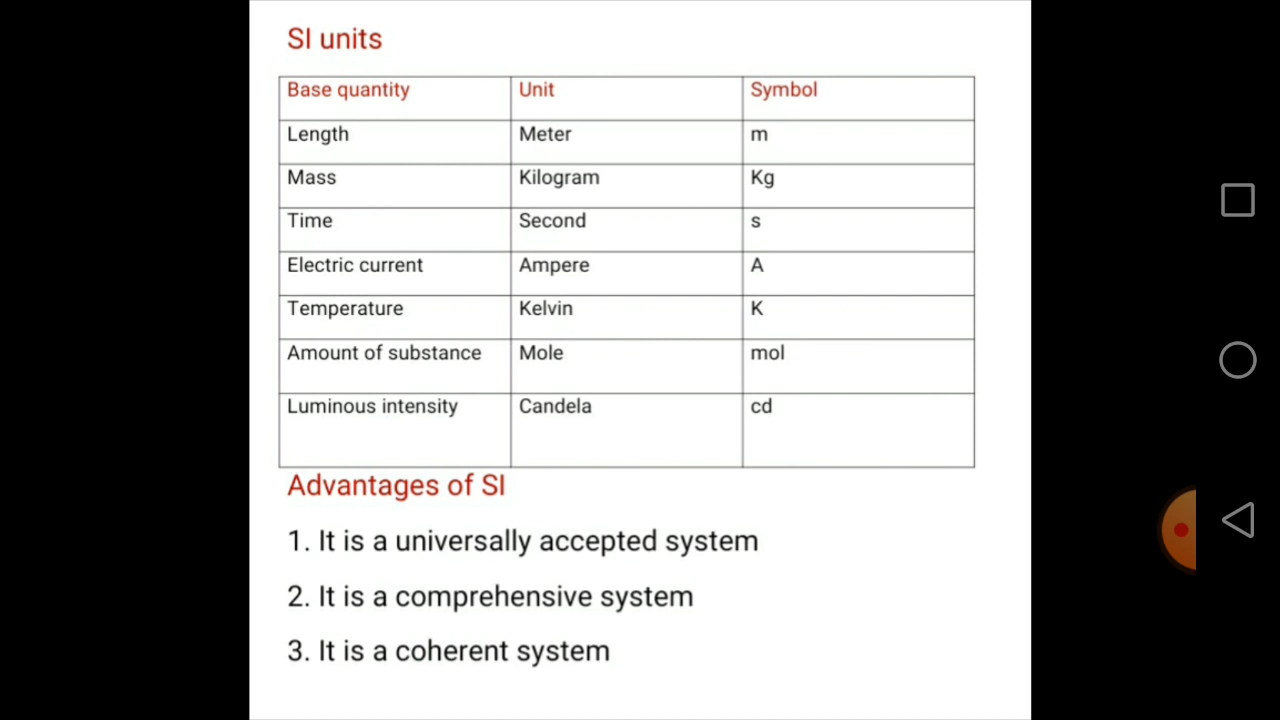 SI units
Base quantity Unit Symbol
Length Meter m
Mass Kilogram Kg
Time Second s
Electric current Ampere A
Temperature Kelvin K
Amount of substance Mole mol
Luminous intensity Candela cd
Advantages of SI
1. It is a universally accepted system
2. It is a comprehensive system
3. It is a coherent system